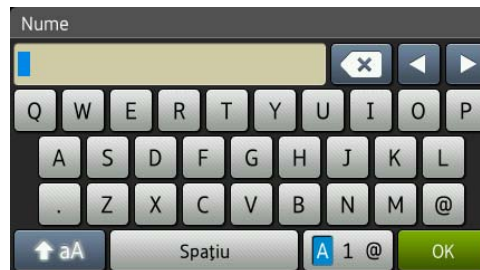 Nume
Q W E R T Y U I O P
A S D F G H J K L
. Z X C V B N M @
aA Spațiu A 1 @ OK